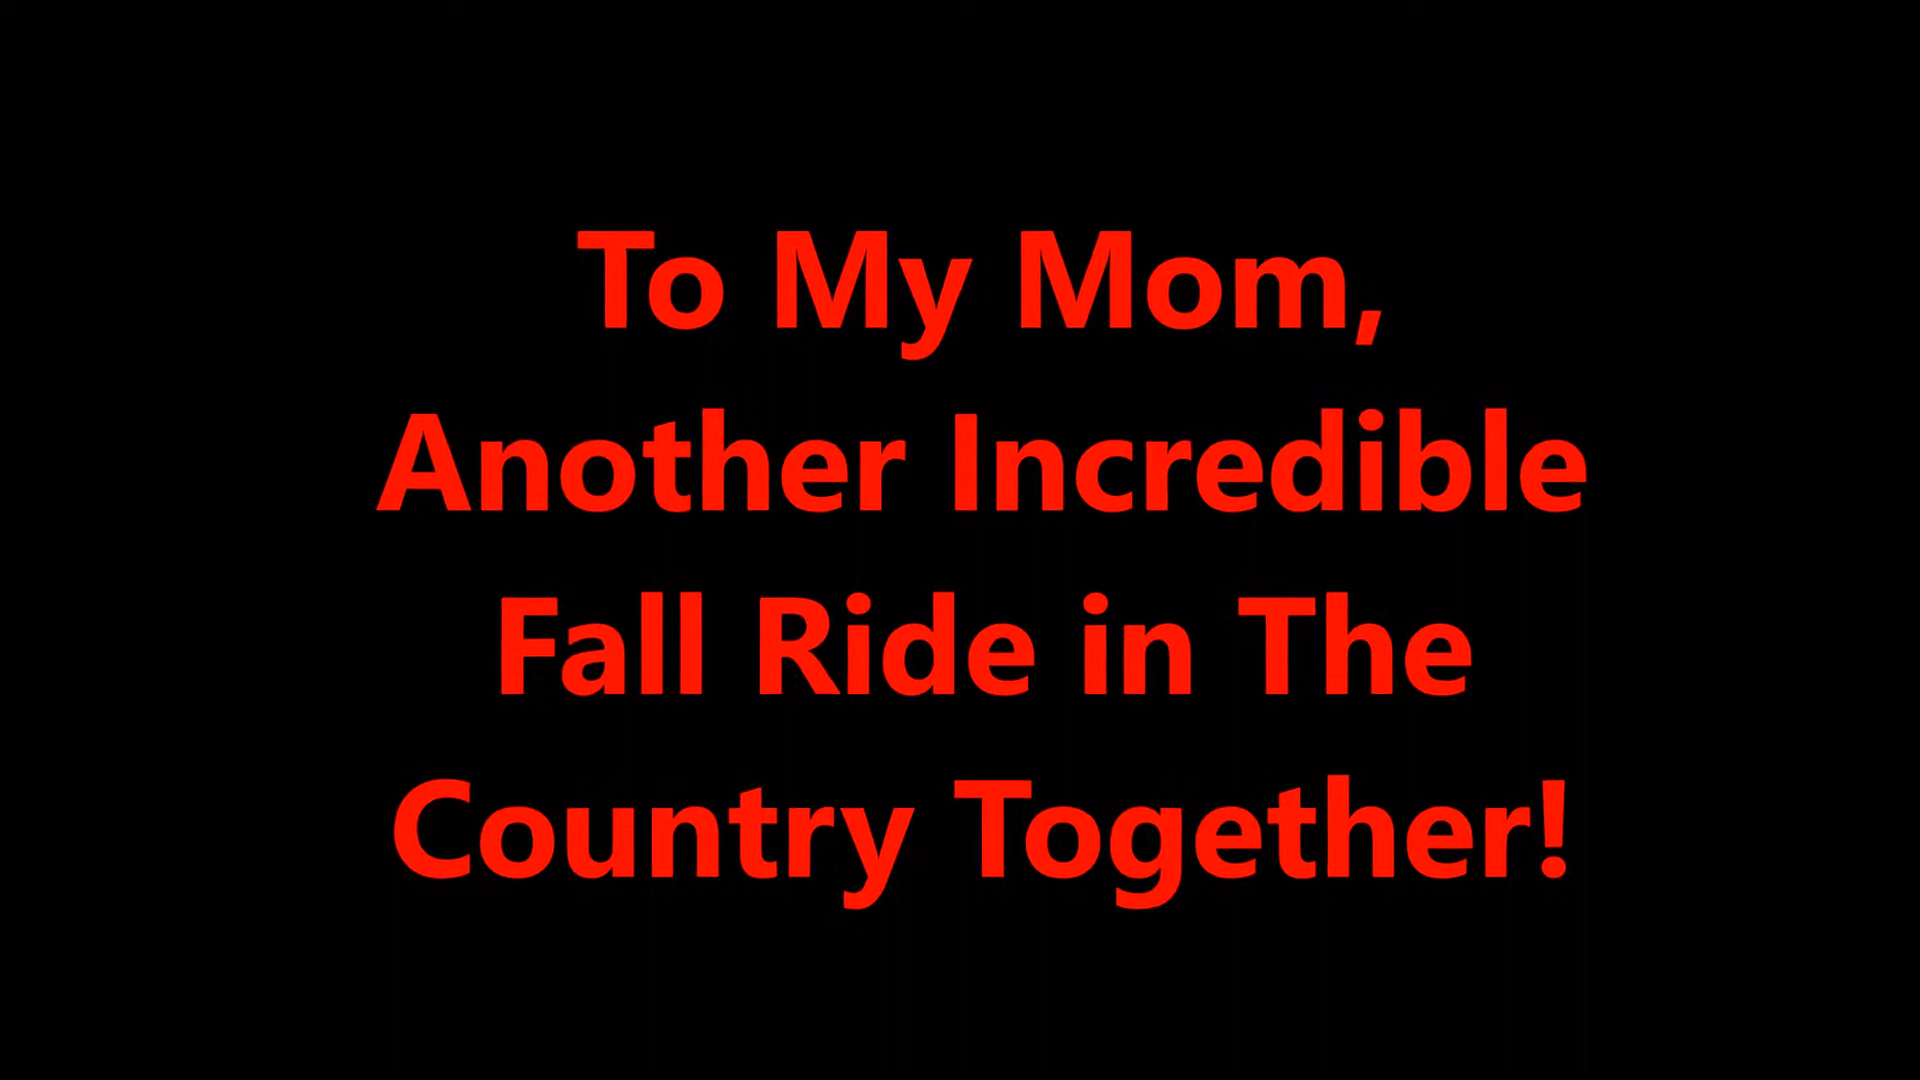 To My Mom,
Another Incredible
Fall Ride in The
Country Together!